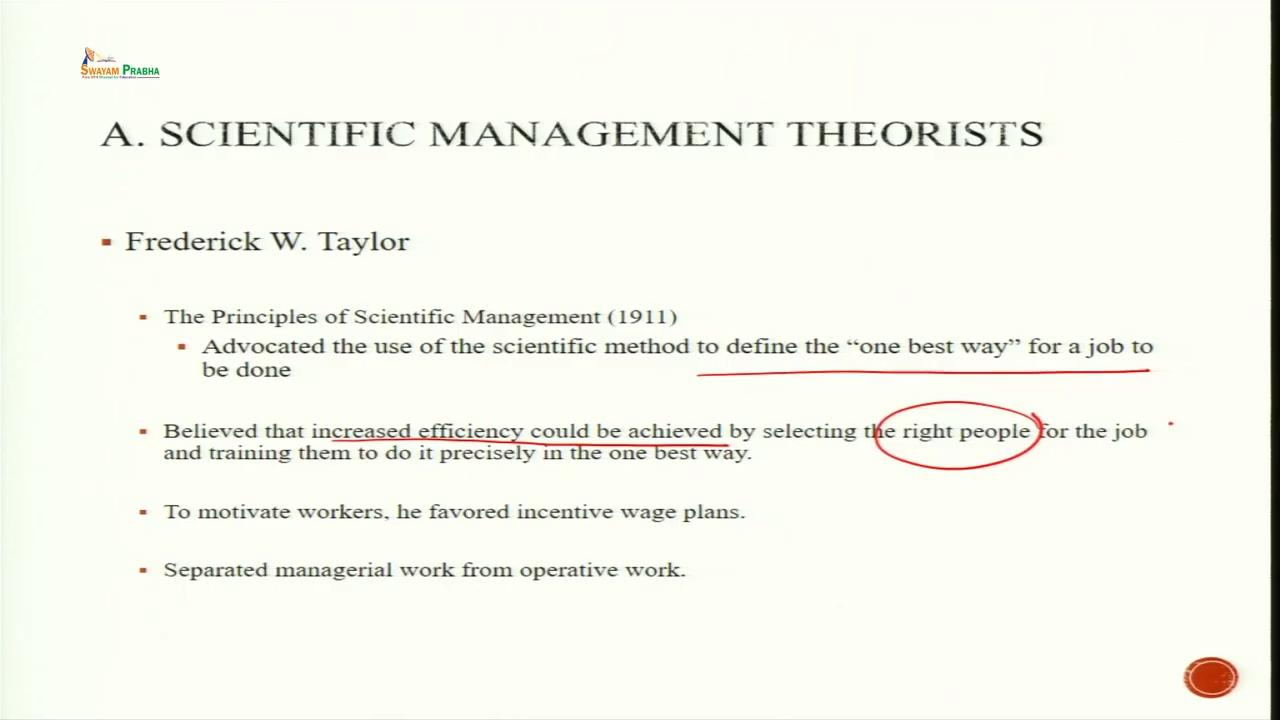 SWAYAM PRABHA
A. SCIENTIFIC MANAGEMENT THEORISTS
Frederick W. Taylor
The Principles of Scientific Management (1911)
Advocated the use of the scientific method to define the “one best way” for a job to
be done
Believed that increased efficiency could be achieved by selecting the right people for the job
and training them to do it precisely in the one best way.
To motivate workers, he favored incentive wage plans.
Separated managerial work from operative work.